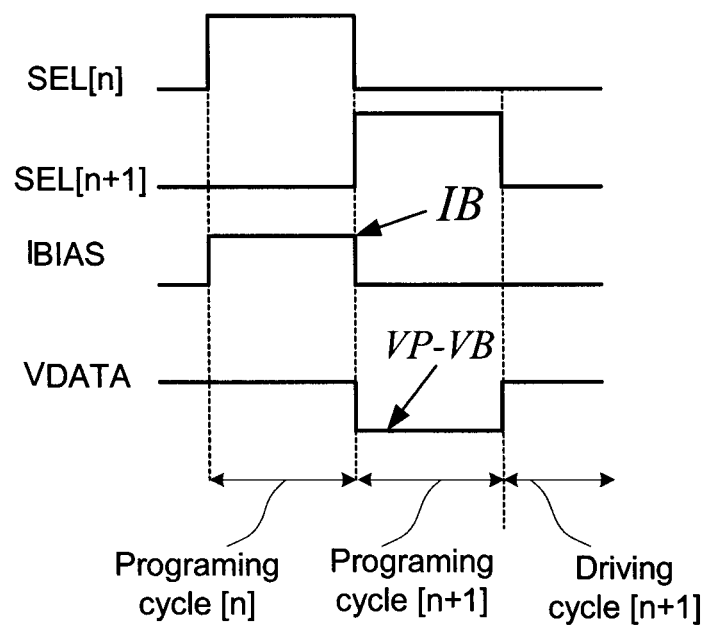 SEL[n]
SEL[n+1]
IB
IBIAS
VP-VB
VDATA
Programing
cycle [n]
Programing
cycle [n+1]
Driving
cycle [n+1]